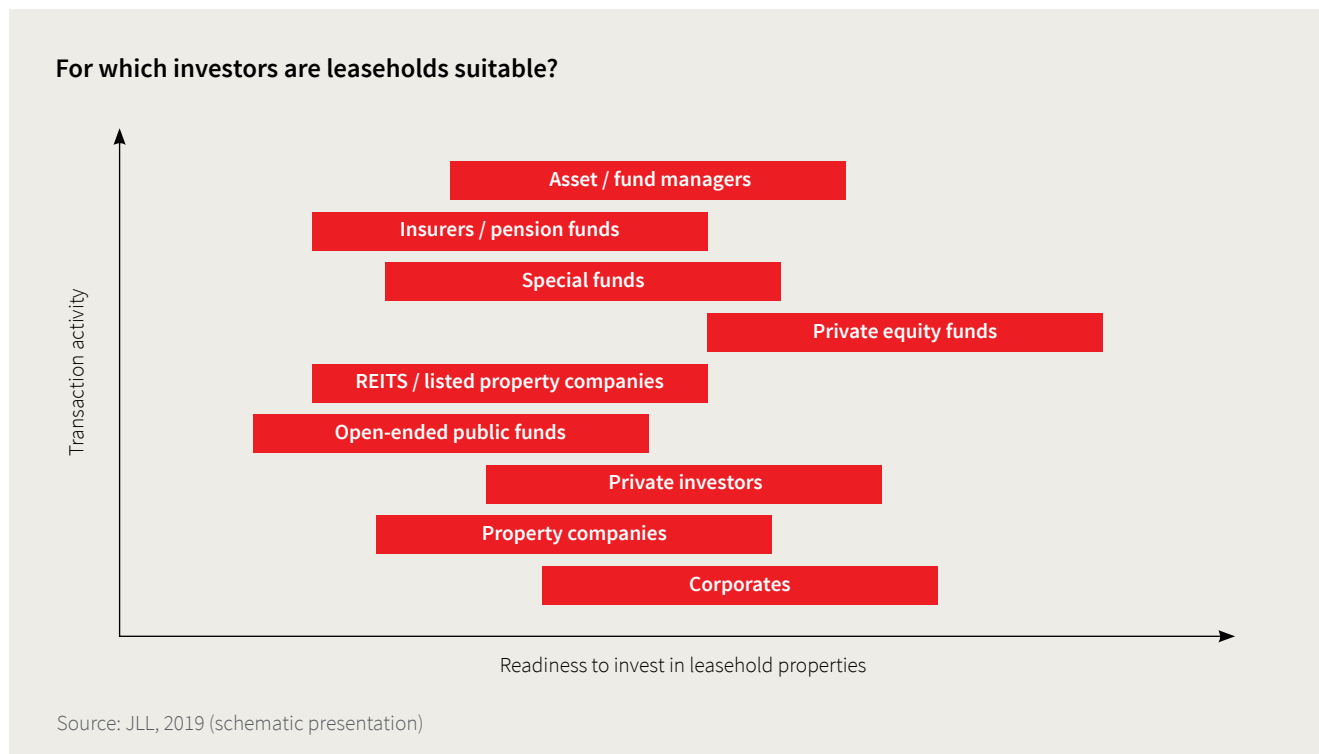 For which investors are leaseholds suitable?
Asset / fund managers
Insurers / pension funds
Special funds
Private equity funds
REITS / listed property companies
Open-ended public funds
Private investors
Property companies
Corporates
Transaction activity
Readiness to invest in leasehold properties
Source: JLL, 2019 (schematic presentation)